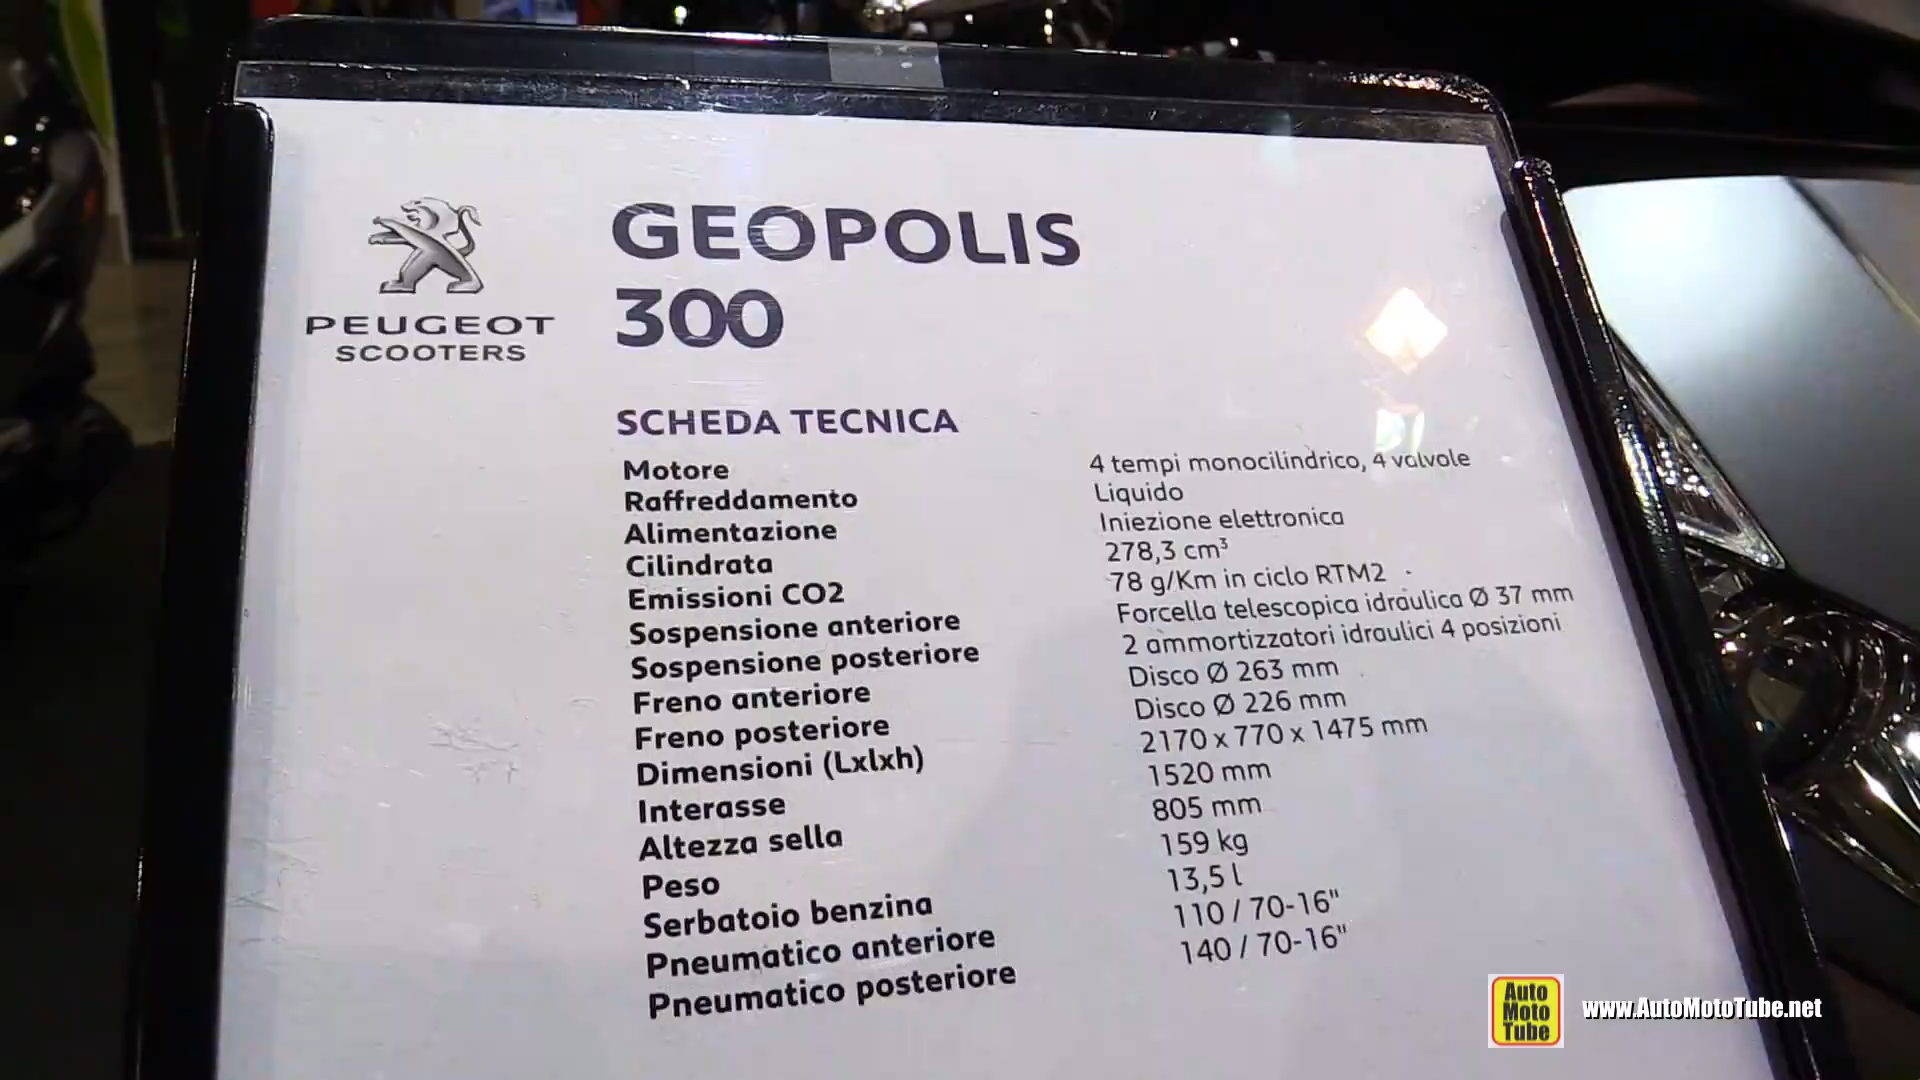 GEOPOLIS
300
PEUGEOT
SCOOTERS
SCHEDA TECNICA
Motore 4 tempi monocilindrico, 4 valvole
Raffreddamento Liquido
Alimentazione Iniezione elettronica
Cilindrata 278,3 cm³
Emissioni CO2 78 g/Km in ciclo RTM2
Sospensione anteriore Forcella telescopica idraulica Ø 37 mm
Sospensione posteriore 2 ammortizzatori idraulici 4 posizioni
Freno anteriore Disco Ø 263 mm
Freno posteriore Disco Ø 226 mm
Dimensioni (Lxlxh) 2170 x 770 x 1475 mm
Interasse 1520 mm
Altezza sella 805 mm
Peso 159 kg
Serbatoio benzina 13,5 l
Pneumatico anteriore 110 / 70-16"
Pneumatico posteriore 140 / 70-16"
Auto
Moto
Tube
www.AutoMotoTube.net